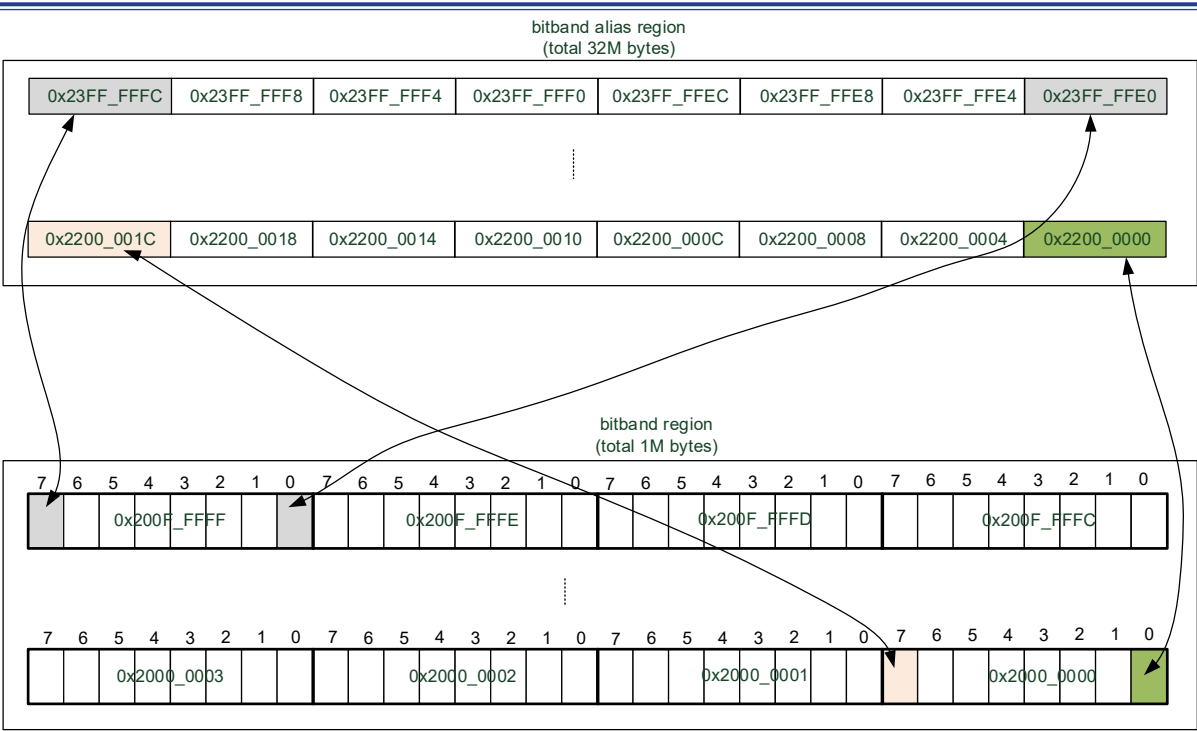 bitband alias region
(total 32M bytes)
0x23FF_FFFC 0x23FF_FFF8 0x23FF_FFF4 0x23FF_FFF0 0x23FF_FFEC 0x23FF_FFE8 0x23FF_FFE4 0x23FF_FFE0
0x2200_001C 0x2200_0018 0x2200_0014 0x2200_0010 0x2200_000C 0x2200_0008 0x2200_0004 0x2200_0000
bitband region
(total 1M bytes)
7 6 5 4 3 2 1 0 7 6 5 4 3 2 1 0 7 6 5 4 3 2 1 0 7 6 5 4 3 2 1 0
0x200F_FFFF 0x200F_FFFE 0x200F_FFFD 0x200F_FFFC
7 6 5 4 3 2 1 0 7 6 5 4 3 2 1 0 7 6 5 4 3 2 1 0 7 6 5 4 3 2 1 0
0x2000_0003 0x2000_0002 0x2000_0001 0x2000_0000